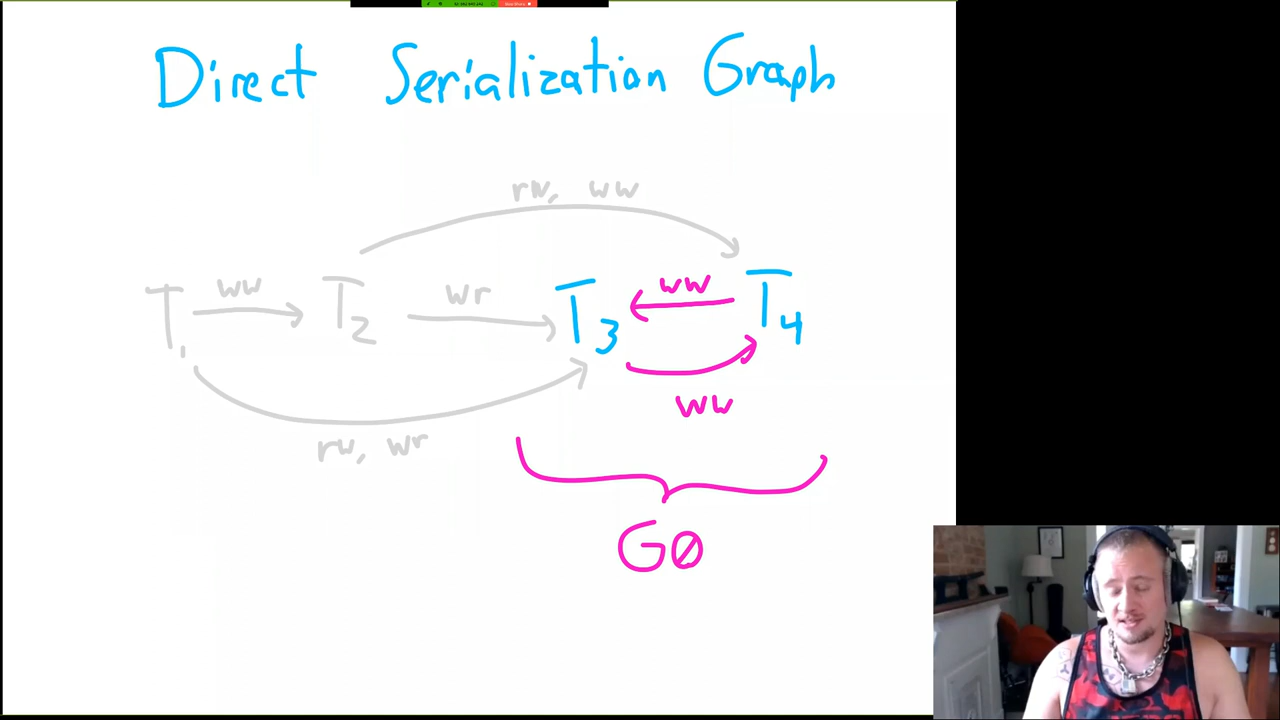 Direct Serialization Graph
rw, ww
T1 ww T2 wr T3 ww T4
ww
rw, wr
G0